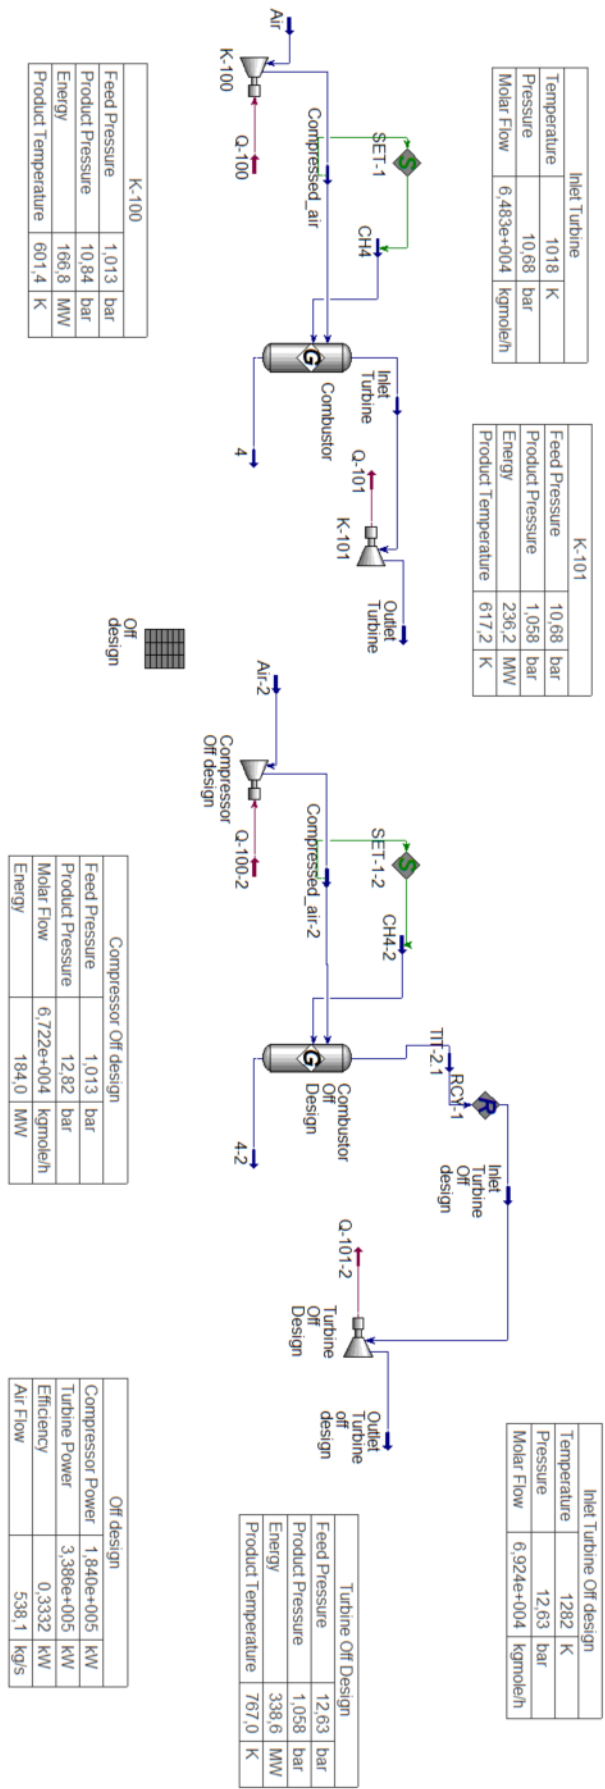 Inlet Turbine
Temperature 1018 K
Pressure 10,68 bar
Molar Flow 6,483e+004 kgmole/h
K-101
Feed Pressure 10,68 bar
Product Pressure 1,058 bar
Energy 236,2 MW
Product Temperature 617,2 K
Inlet Turbine Off design
Temperature 1282 K
Pressure 12,63 bar
Molar Flow 6,924e+004 kgmole/h
Air
K-100
Q-100
Compressed_air
SET-1
S
CH4
G
Combustor
4
Inlet
Turbine
Q-101
K-101
Outlet
Turbine
Off
design
Air-2
Compressor
Off design
Q-100-2
Compressed_air-2
SET-1-2
S
CH4-2
G
Combustor
Off
Design
4-2
TIT-2.1
RCY-1
R
Inlet
Turbine
Off
design
Q-101-2
Turbine
Off
Design
Outlet
Turbine
off
design
Turbine Off Design
Feed Pressure 12,63 bar
Product Pressure 1,058 bar
Energy 338,6 MW
Product Temperature 767,0 K
K-100
Feed Pressure 1,013 bar
Product Pressure 10,84 bar
Energy 166,8 MW
Product Temperature 601,4 K
Compressor Off design
Feed Pressure 1,013 bar
Product Pressure 12,82 bar
Molar Flow 6,722e+004 kgmole/h
Energy 184,0 MW
Off design
Compressor Power 1,840e+005 kW
Turbine Power 3,386e+005 kW
Efficiency 0,3332
Air Flow 538,1 kg/s